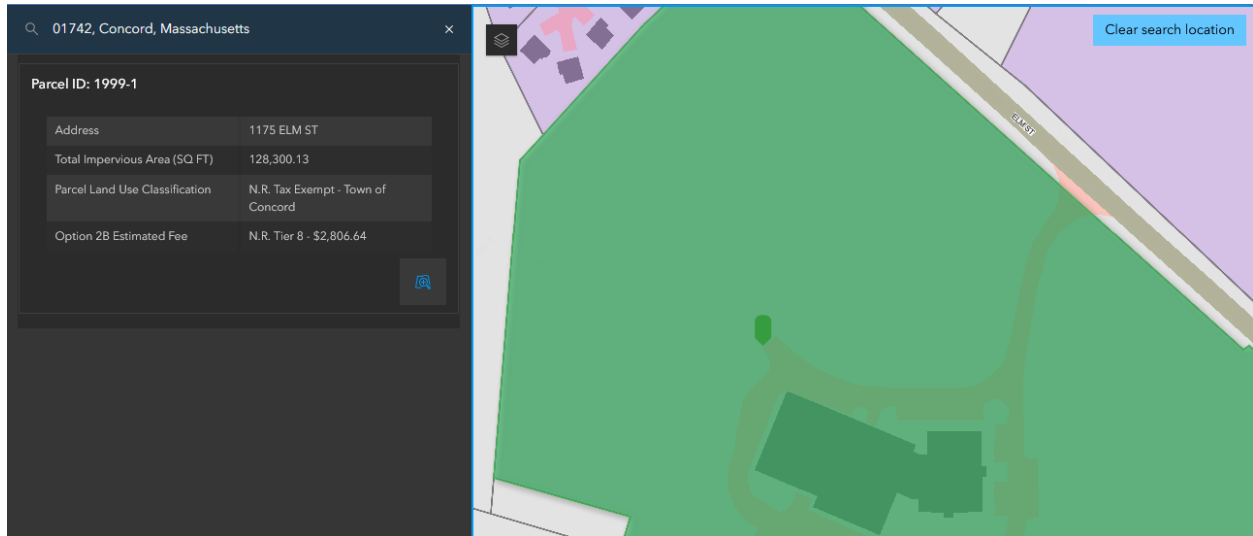 01742, Concord, Massachusetts
Clear search location
Parcel ID: 1999-1
Address 1175 ELM ST
Total Impervious Area (SQ FT) 128,300.13
Parcel Land Use Classification N.R. Tax Exempt - Town of
Concord
Option 2B Estimated Fee N.R. Tier 8 - $2,806.64
ELM ST